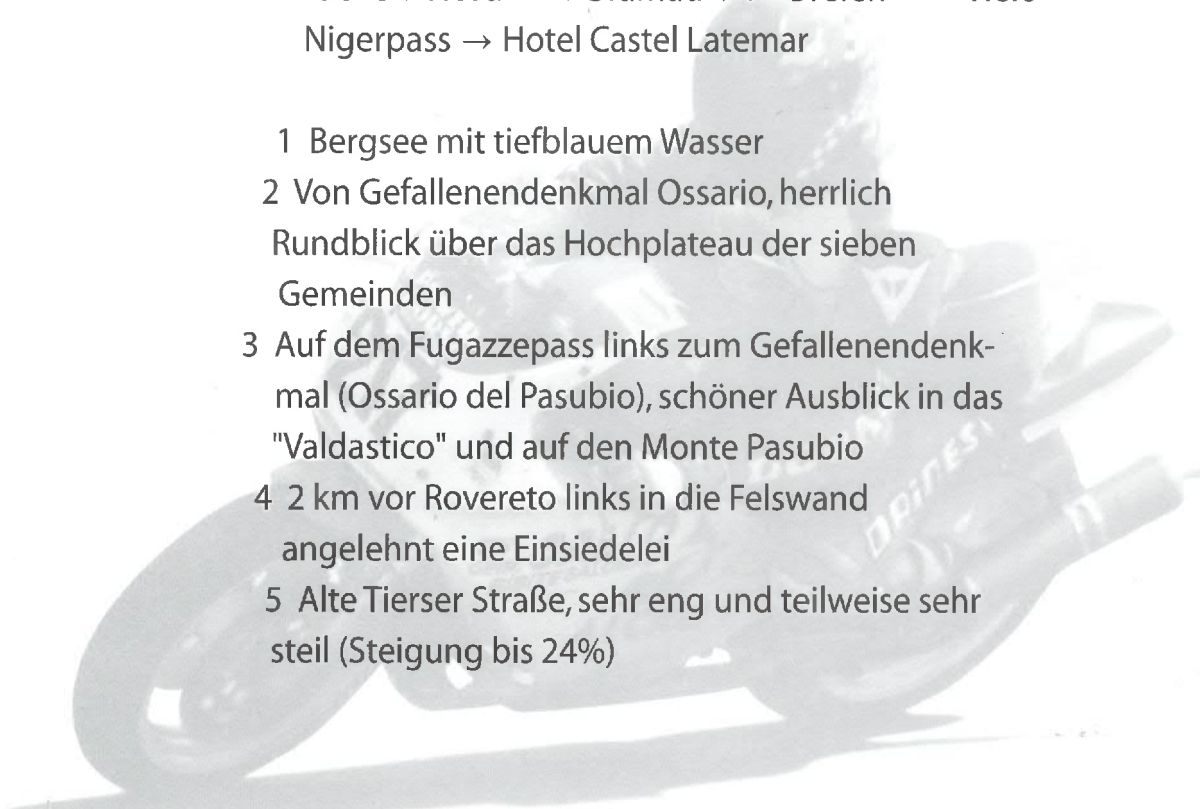 Nigerpass → Hotel Castel Latemar
1 Bergsee mit tiefblauem Wasser
2 Von Gefallenendenkmal Ossario, herrlich
Rundblick über das Hochplateau der sieben
Gemeinden
3 Auf dem Fugazzepass links zum Gefallenendenk-
mal (Ossario del Pasubio), schöner Ausblick in das
"Valdastico" und auf den Monte Pasubio
4 2 km vor Rovereto links in die Felswand
angelehnt eine Einsiedelei
5 Alte Tierser Straße, sehr eng und teilweise sehr
steil (Steigung bis 24%)